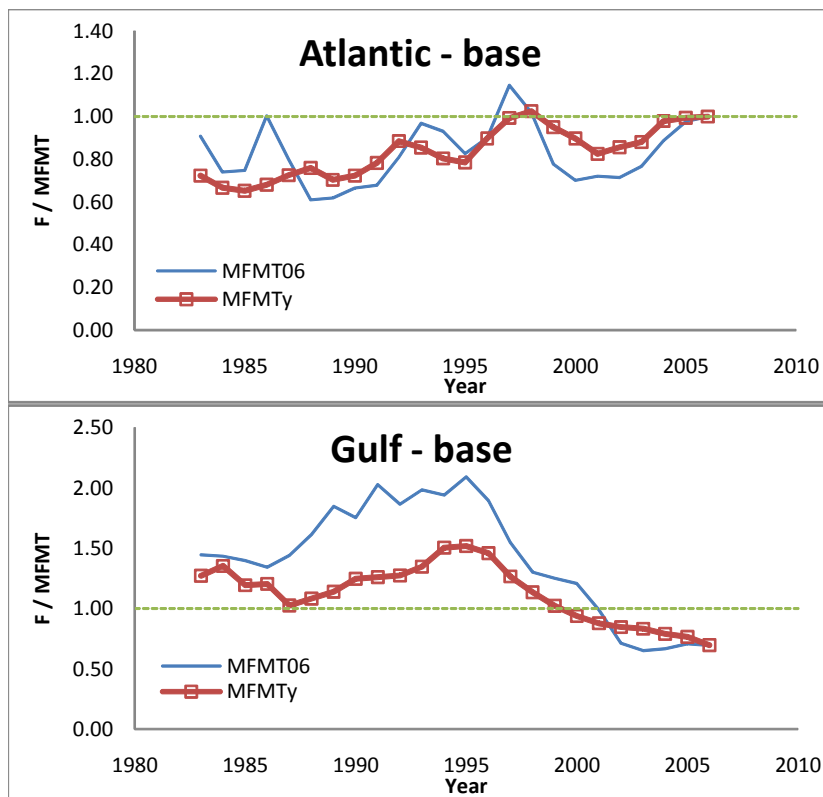 Atlantic - base
1.40
1.20
1.00
0.80
0.60
0.40
0.20
0.00
F / MFMT
MFMT06
MFMTy
1980 1985 1990 1995 2000 2005 2010
Year
Gulf - base
2.50
2.00
1.50
1.00
0.50
0.00
F / MFMT
MFMT06
MFMTy
1980 1985 1990 1995 2000 2005 2010
Year